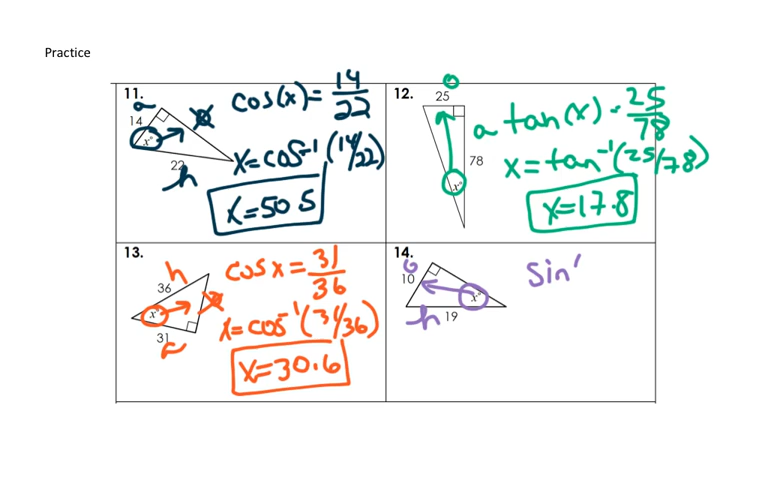 Practice
11.
a
14
x°
22
h
cos(x) = 14/22
x = cos⁻¹(14/22)
x=50.5
12.
o
25
a
78
x°
tan(x) = 25/78
x = tan⁻¹(25/78)
x=17.8
13.
h
36
x°
31
a
cos x = 31/36
x = cos⁻¹(31/36)
x=30.6
14.
o
10
x°
h
19
sin'